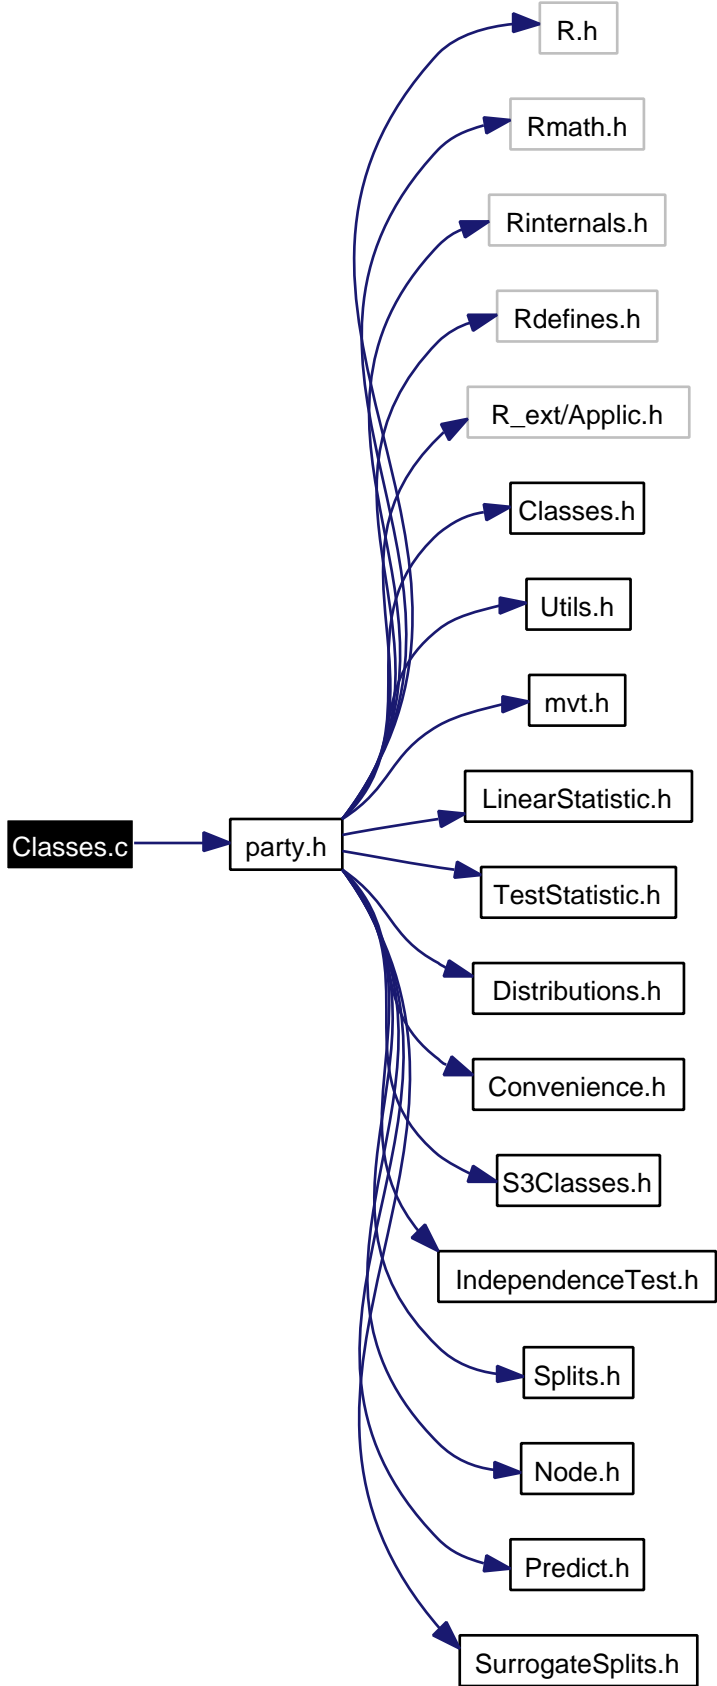 R.h
Rmath.h
Rinternals.h
Rdefines.h
R_ext/Applic.h
Classes.h
Utils.h
mvt.h
LinearStatistic.h
Classes.c
party.h
TestStatistic.h
Distributions.h
Convenience.h
S3Classes.h
IndependenceTest.h
Splits.h
Node.h
Predict.h
SurrogateSplits.h